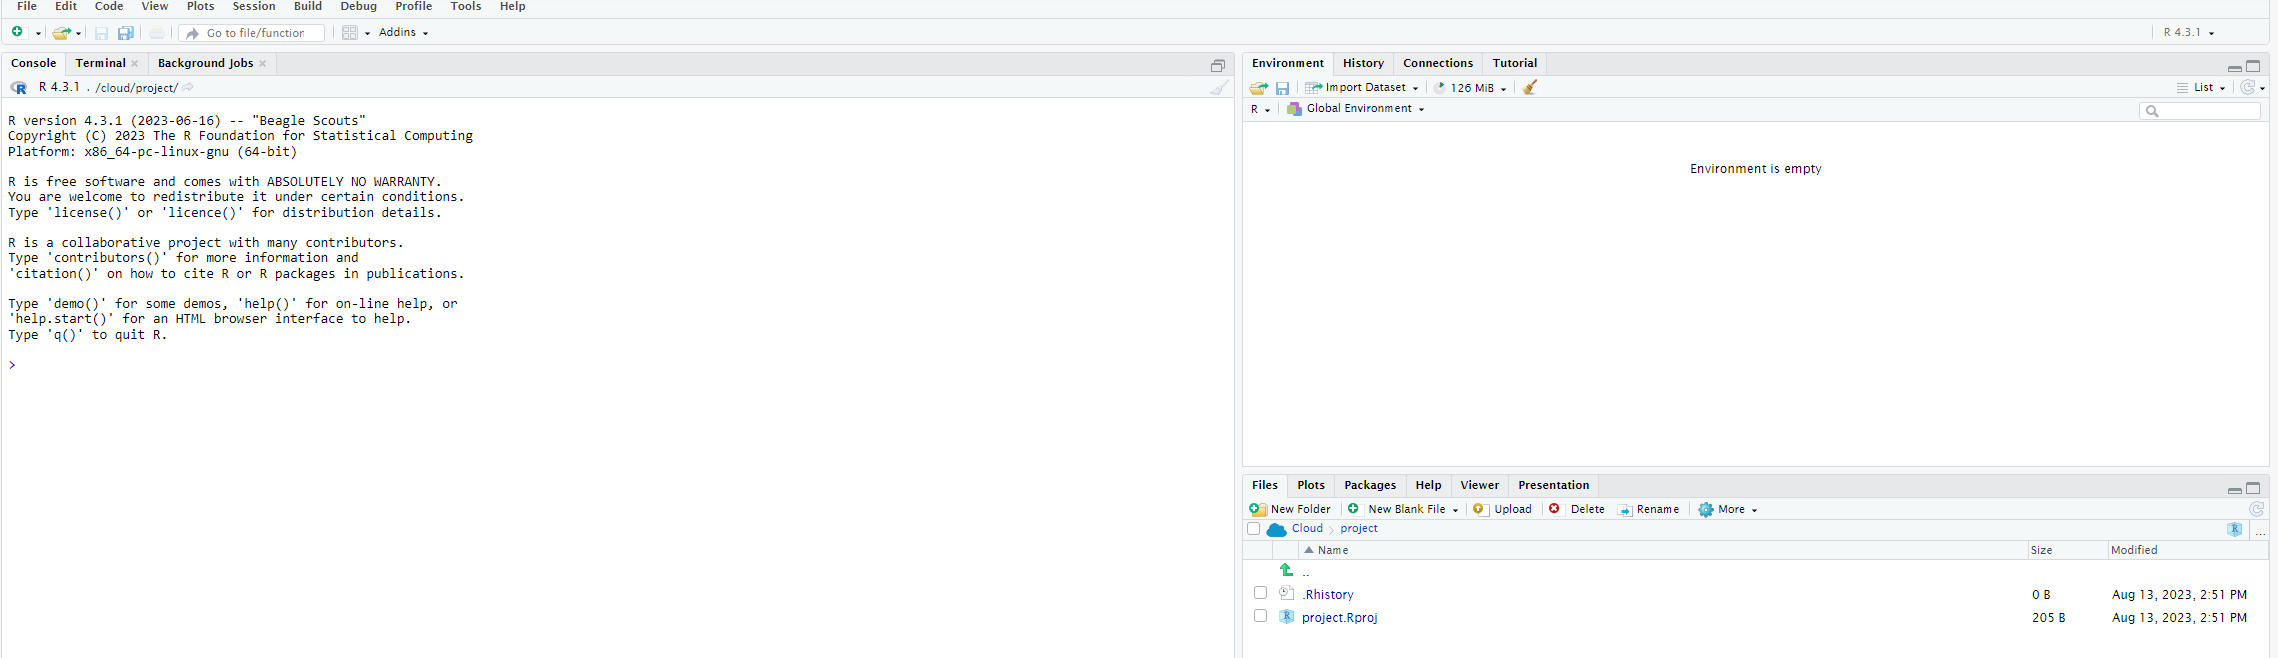 File Edit Code View Plots Session Build Debug Profile Tools Help
Go to file/function Addins R 4.3.1
Console Terminal Background Jobs
R 4.3.1 . /cloud/project/
R version 4.3.1 (2023-06-16) -- "Beagle Scouts"
Copyright (C) 2023 The R Foundation for Statistical Computing
Platform: x86_64-pc-linux-gnu (64-bit)
R is free software and comes with ABSOLUTELY NO WARRANTY.
You are welcome to redistribute it under certain conditions.
Type 'license()' or 'licence()' for distribution details.
R is a collaborative project with many contributors.
Type 'contributors()' for more information and
'citation()' on how to cite R or R packages in publications.
Type 'demo()' for some demos, 'help()' for on-line help, or
'help.start()' for an HTML browser interface to help.
Type 'q()' to quit R.
>
Environment History Connections Tutorial
Import Dataset 126 MiB List
R Global Environment
Environment is empty
Files Plots Packages Help Viewer Presentation
New Folder New Blank File Upload Delete Rename More
Cloud project ...
Name Size Modified
..
.Rhistory 0 B Aug 13, 2023, 2:51 PM
project.Rproj 205 B Aug 13, 2023, 2:51 PM